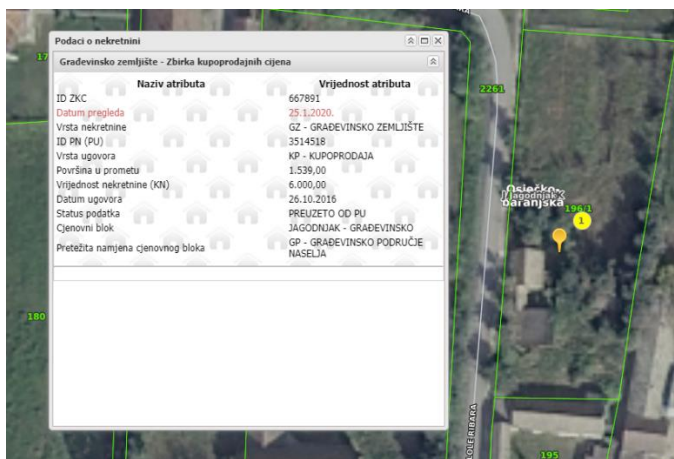 Podaci o nekretnini
Građevinsko zemljište - Zbirka kupoprodajnih cijena
Naziv atributa Vrijednost atributa
ID ZKC 667891
Datum pregleda 25.1.2020.
Vrsta nekretnine GZ - GRAĐEVINSKO ZEMLJIŠTE
ID PN (PU) 3514518
Vrsta ugovora KP - KUPOPRODAJA
Površina u prometu 1.539,00
Vrijednost nekretnine (KN) 6.000,00
Datum ugovora 26.10.2016
Status podatka PREUZETO OD PU
Cjenovni blok JAGODNJAK - GRAĐEVINSKO
Pretežita namjena cjenovnog bloka GP - GRAĐEVINSKO PODRUČJE
NASELJA
17
180
2261
Osječko-
Jagodnjak
baranjska
196/1
1
LOLE RIBARA
195